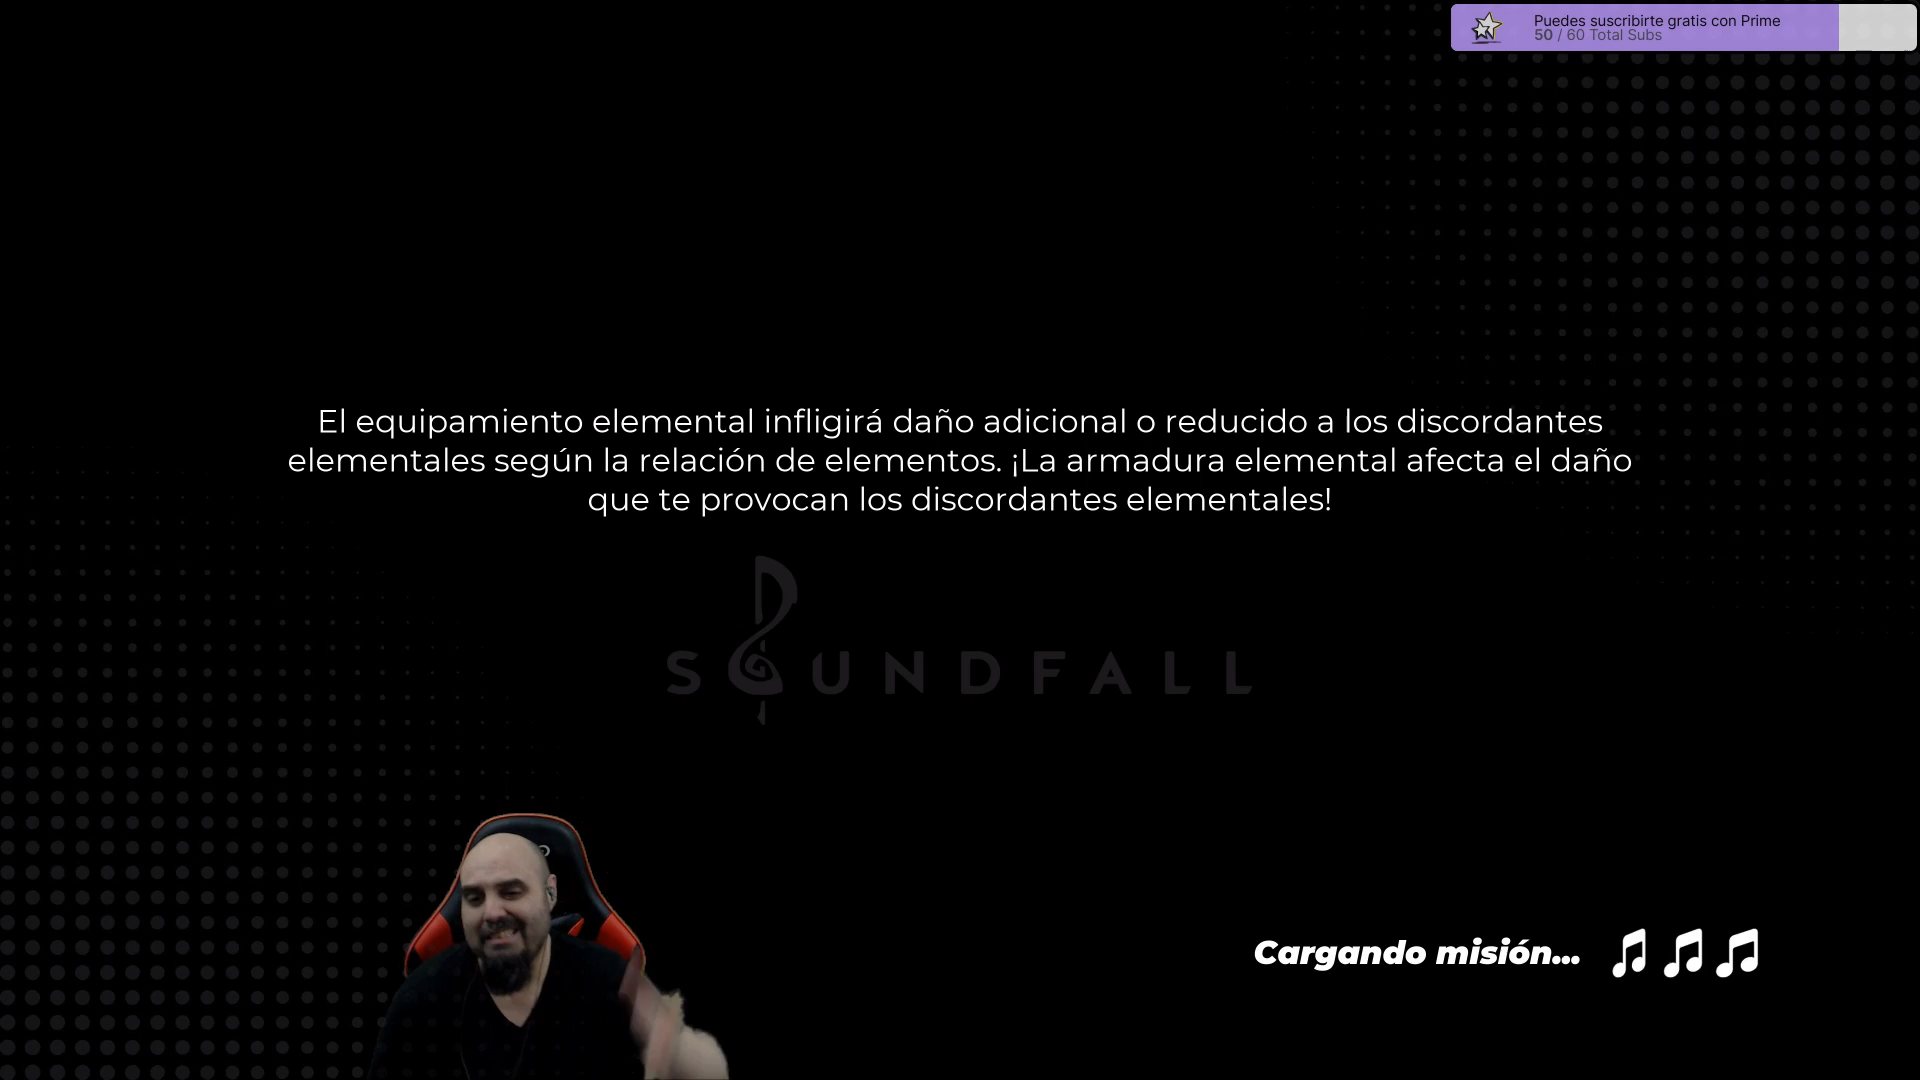 Puedes suscribirte gratis con Prime
50 / 60 Total Subs
El equipamiento elemental infligirá daño adicional o reducido a los discordantes
elementales según la relación de elementos. ¡La armadura elemental afecta el daño
que te provocan los discordantes elementales!
SOUNDFALL
Cargando misión...